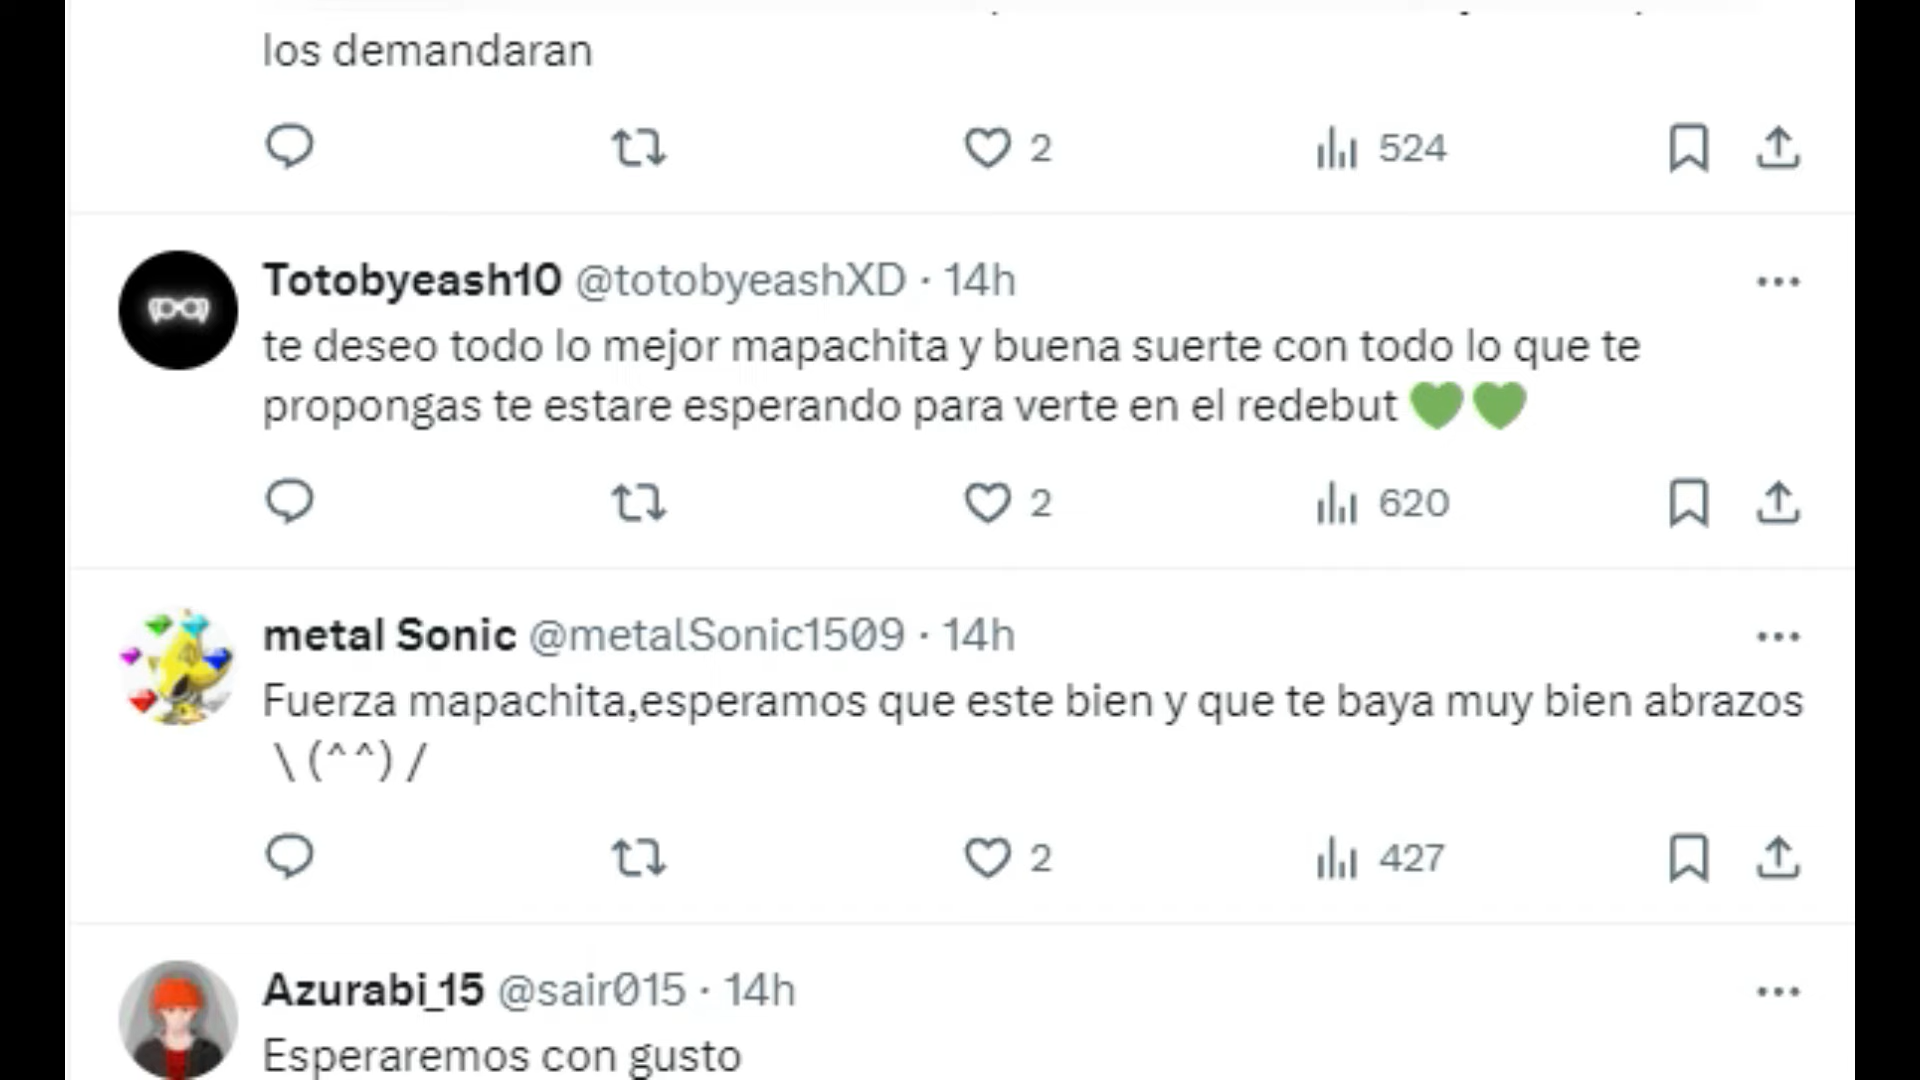 los demandaran
2 524
Totobyeash10 @totobyeashXD · 14h
te deseo todo lo mejor mapachita y buena suerte con todo lo que te
propongas te estare esperando para verte en el redebut 💚💚
2 620
metal Sonic @metalSonic1509 · 14h
Fuerza mapachita,esperamos que este bien y que te baya muy bien abrazos
\ (^^) /
2 427
Azurabi_15 @sair015 · 14h
Esperaremos con gusto